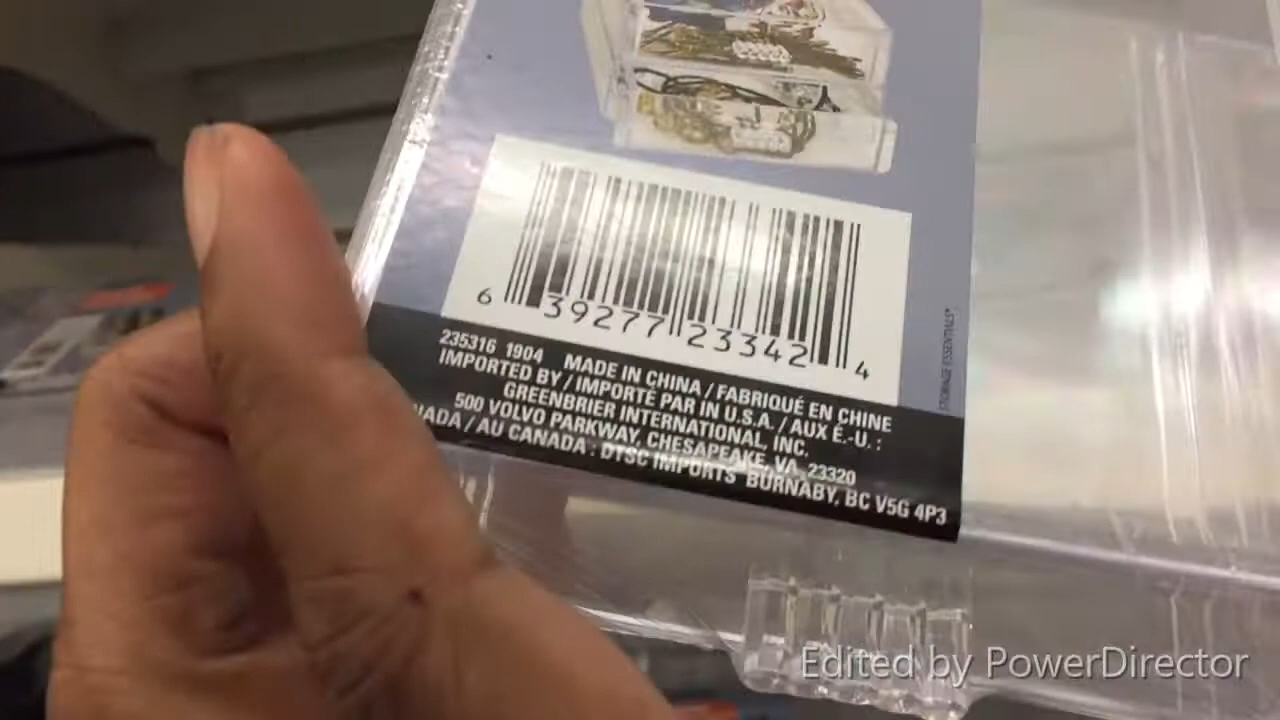 6 39277 23342 4
235316 1904 MADE IN CHINA / FABRIQUÉ EN CHINE
IMPORTED BY / IMPORTÉ PAR IN U.S.A. / AUX É.-U. :
GREENBRIER INTERNATIONAL, INC.
500 VOLVO PARKWAY, CHESAPEAKE, VA 23320
NADA / AU CANADA : DTSC IMPORTS BURNABY, BC V5G 4P3
STORAGE ESSENTIALS
Edited by PowerDirector